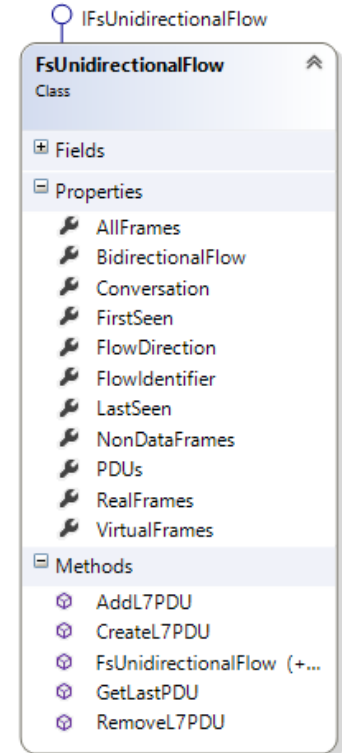 IFsUnidirectionalFlow
FsUnidirectionalFlow
Class
Fields
Properties
AllFrames
BidirectionalFlow
Conversation
FirstSeen
FlowDirection
FlowIdentifier
LastSeen
NonDataFrames
PDUs
RealFrames
VirtualFrames
Methods
AddL7PDU
CreateL7PDU
FsUnidirectionalFlow (+...
GetLastPDU
RemoveL7PDU